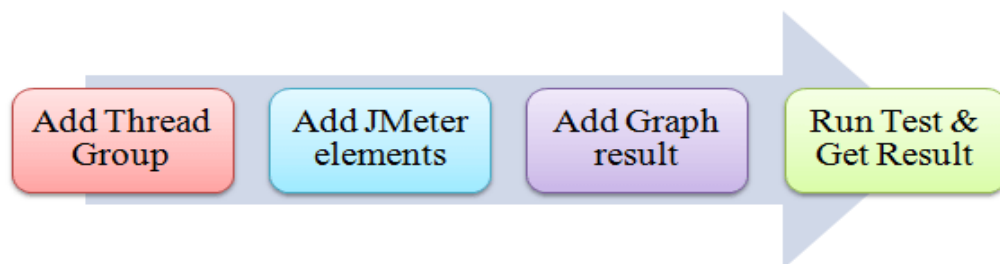 Add Thread
Group
Add JMeter
elements
Add Graph
result
Run Test &
Get Result